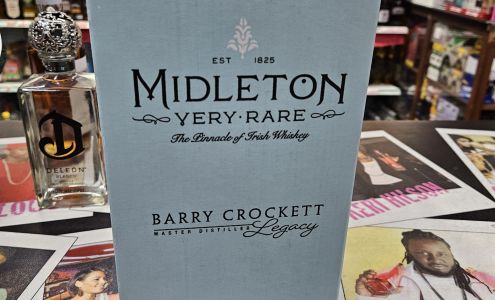 EST 1825
MIDLETON
VERY·RARE
The Pinnacle of Irish Whiskey
BARRY CROCKETT
MASTER DISTILLER Legacy
D
DELEÓN